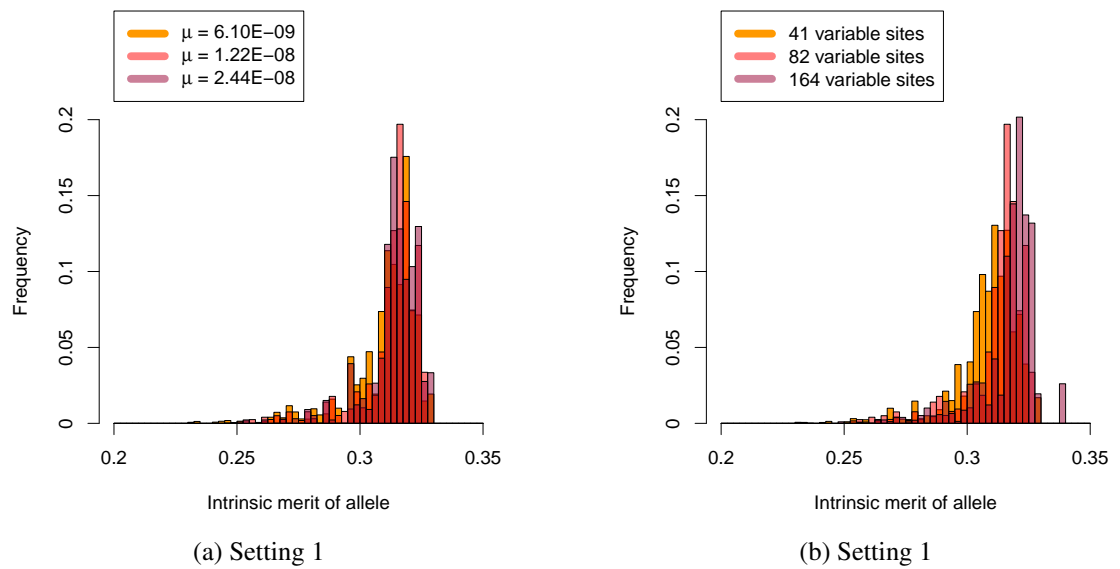 μ = 6.10E−09
μ = 1.22E−08
μ = 2.44E−08
Frequency
0.2
0.15
0.1
0.05
0
0.2
0.25
0.3
0.35
Intrinsic merit of allele
(a) Setting 1
41 variable sites
82 variable sites
164 variable sites
Frequency
0.2
0.15
0.1
0.05
0
0.2
0.25
0.3
0.35
Intrinsic merit of allele
(b) Setting 1